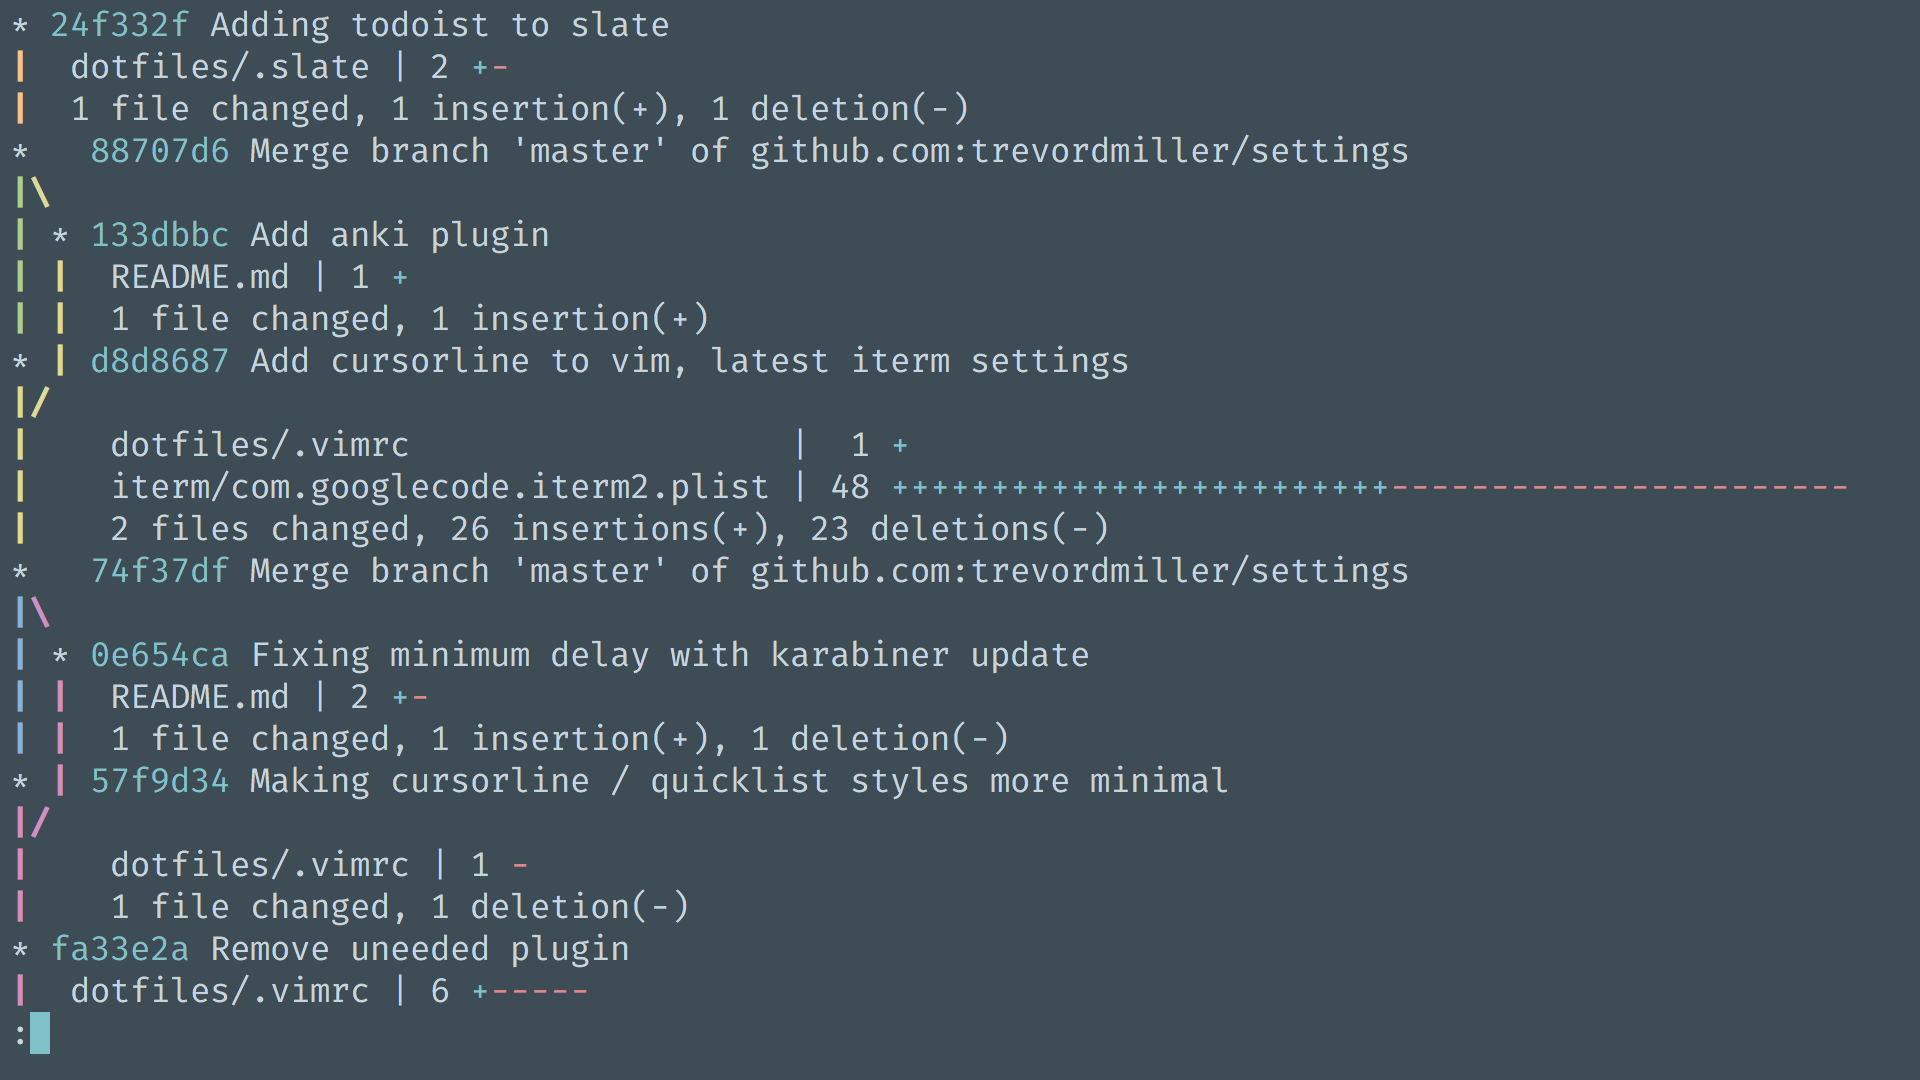 * 24f332f Adding todoist to slate
|  dotfiles/.slate | 2 +-
|  1 file changed, 1 insertion(+), 1 deletion(-)
*   88707d6 Merge branch 'master' of github.com:trevordmiller/settings
|\
| * 133dbbc Add anki plugin
| |  README.md | 1 +
| |  1 file changed, 1 insertion(+)
* | d8d8687 Add cursorline to vim, latest iterm settings
|/
|    dotfiles/.vimrc                   |  1 +
|    iterm/com.googlecode.iterm2.plist | 48 +++++++++++++++++++++++++-----------------------
|    2 files changed, 26 insertions(+), 23 deletions(-)
*   74f37df Merge branch 'master' of github.com:trevordmiller/settings
|\
| * 0e654ca Fixing minimum delay with karabiner update
| |  README.md | 2 +-
| |  1 file changed, 1 insertion(+), 1 deletion(-)
* | 57f9d34 Making cursorline / quicklist styles more minimal
|/
|    dotfiles/.vimrc | 1 -
|    1 file changed, 1 deletion(-)
* fa33e2a Remove uneeded plugin
|  dotfiles/.vimrc | 6 +-----
: